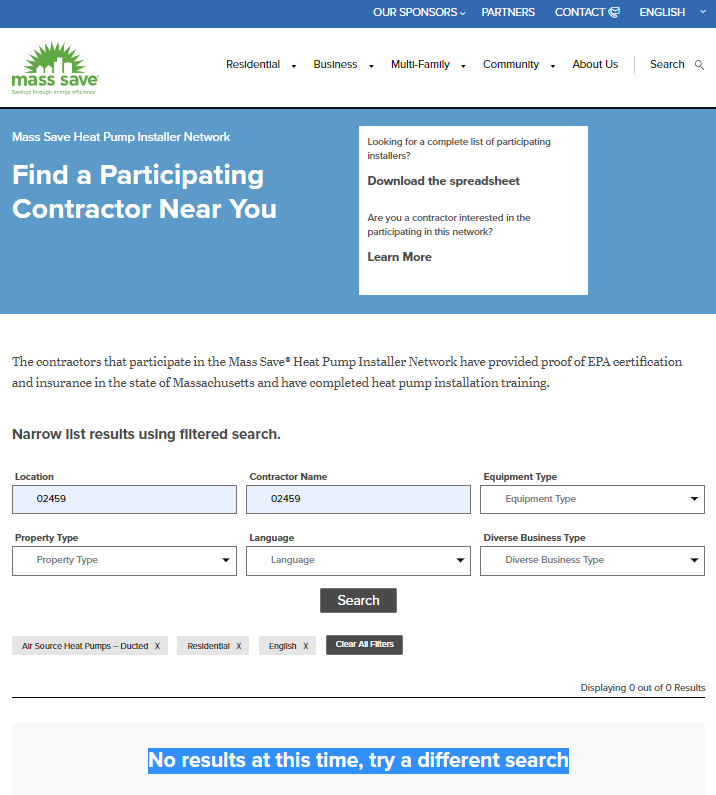 OUR SPONSORS PARTNERS CONTACT ENGLISH
mass save®
Savings through energy efficiency
Residential Business Multi-Family Community About Us Search
Mass Save Heat Pump Installer Network
Find a Participating
Contractor Near You
Looking for a complete list of participating
installers?
Download the spreadsheet
Are you a contractor interested in the
participating in this network?
Learn More
The contractors that participate in the Mass Save® Heat Pump Installer Network have provided proof of EPA certification
and insurance in the state of Massachusetts and have completed heat pump installation training.
Narrow list results using filtered search.
Location Contractor Name Equipment Type
02459 02459 Equipment Type
Property Type Language Diverse Business Type
Property Type Language Diverse Business Type
Search
Air Source Heat Pumps – Ducted X Residential X English X Clear All Filters
Displaying 0 out of 0 Results
No results at this time, try a different search